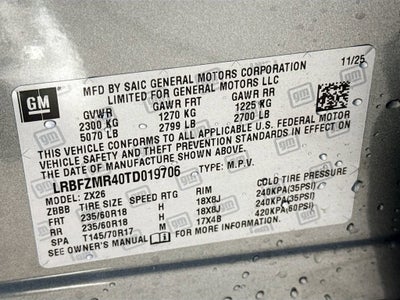 GM
11/25
MFD BY SAIC GENERAL MOTORS CORPORATION
LIMITED FOR GENERAL MOTORS LLC
GVWR GAWR FRT GAWR RR
2300 KG 1270 KG 1225 KG
5070 LB 2799 LB 2700 LB
THIS VEHICLE CONFORMS TO ALL APPLICABLE U.S. FEDERAL MOTOR
VEHICLE SAFETY, BUMPER, AND THEFT PREVENTION STANDARDS IN
EFFECT ON THE DATE OF MANUFACTURE SHOWN ABOVE.
LRBFZMR40TD019706 TYPE: M.P.V.
MODEL: ZX26
ZBBB TIRE SIZE SPEED RTG RIM COLD TIRE PRESSURE
FRT 235/60R18 H 18X8J 240KPA(35PSI)
RR 235/60R18 H 18X8J 240KPA(35PSI)
SPA T145/70R17 M 17X4B 420KPA(60PSI)
SEE OWNER'S MANUAL